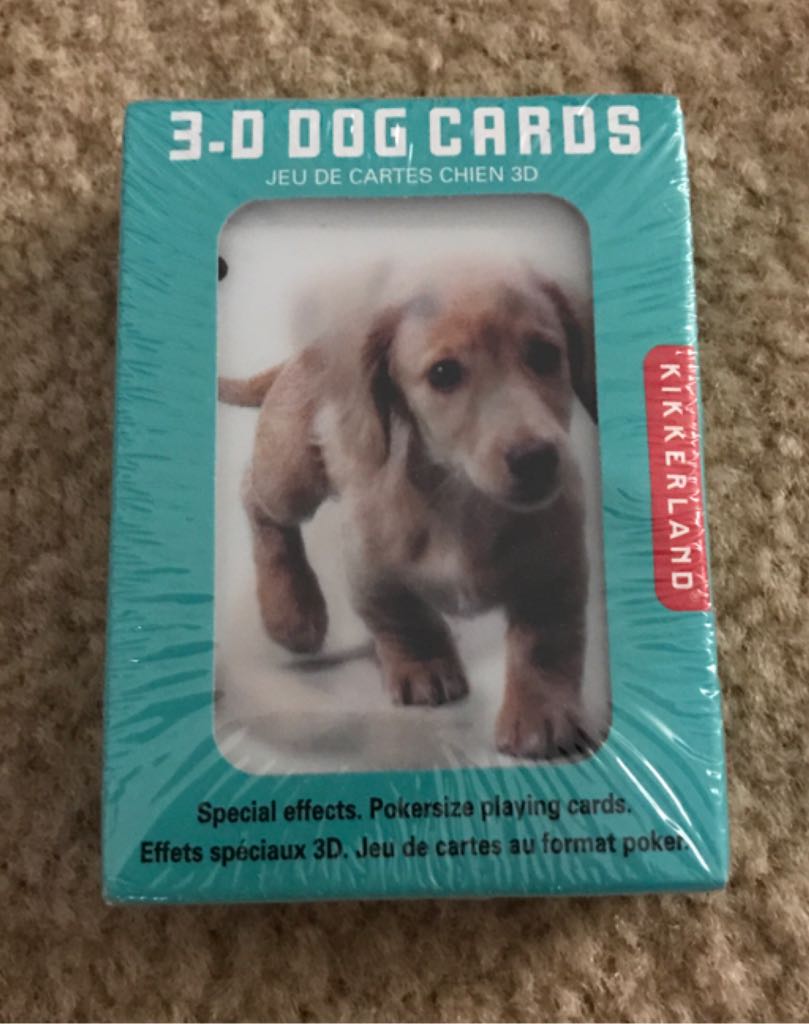 3-D DOG CARDS
JEU DE CARTES CHIEN 3D
KIKKERLAND®
Special effects. Pokersize playing cards.
Effets spéciaux 3D. Jeu de cartes au format poker.